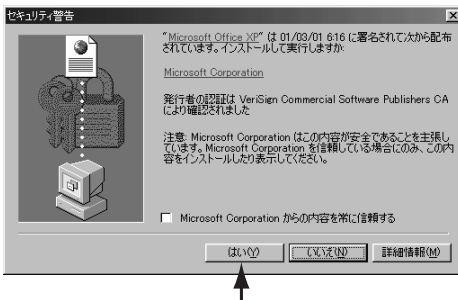 セキュリティ警告
"Microsoft Office XP" は 01/03/01 6:16 に署名されて次から配布
されています。インストールして実行しますか:
Microsoft Corporation
発行者の認証は VeriSign Commercial Software Publishers CA
により確認されました
注意: Microsoft Corporation はこの内容が安全であることを主張し
ています。Microsoft Corporation を信頼している場合にのみ、この内
容をインストールしたり表示してください。
Microsoft Corporation からの内容を常に信頼する
はい(Y) いいえ(N) 詳細情報(M)